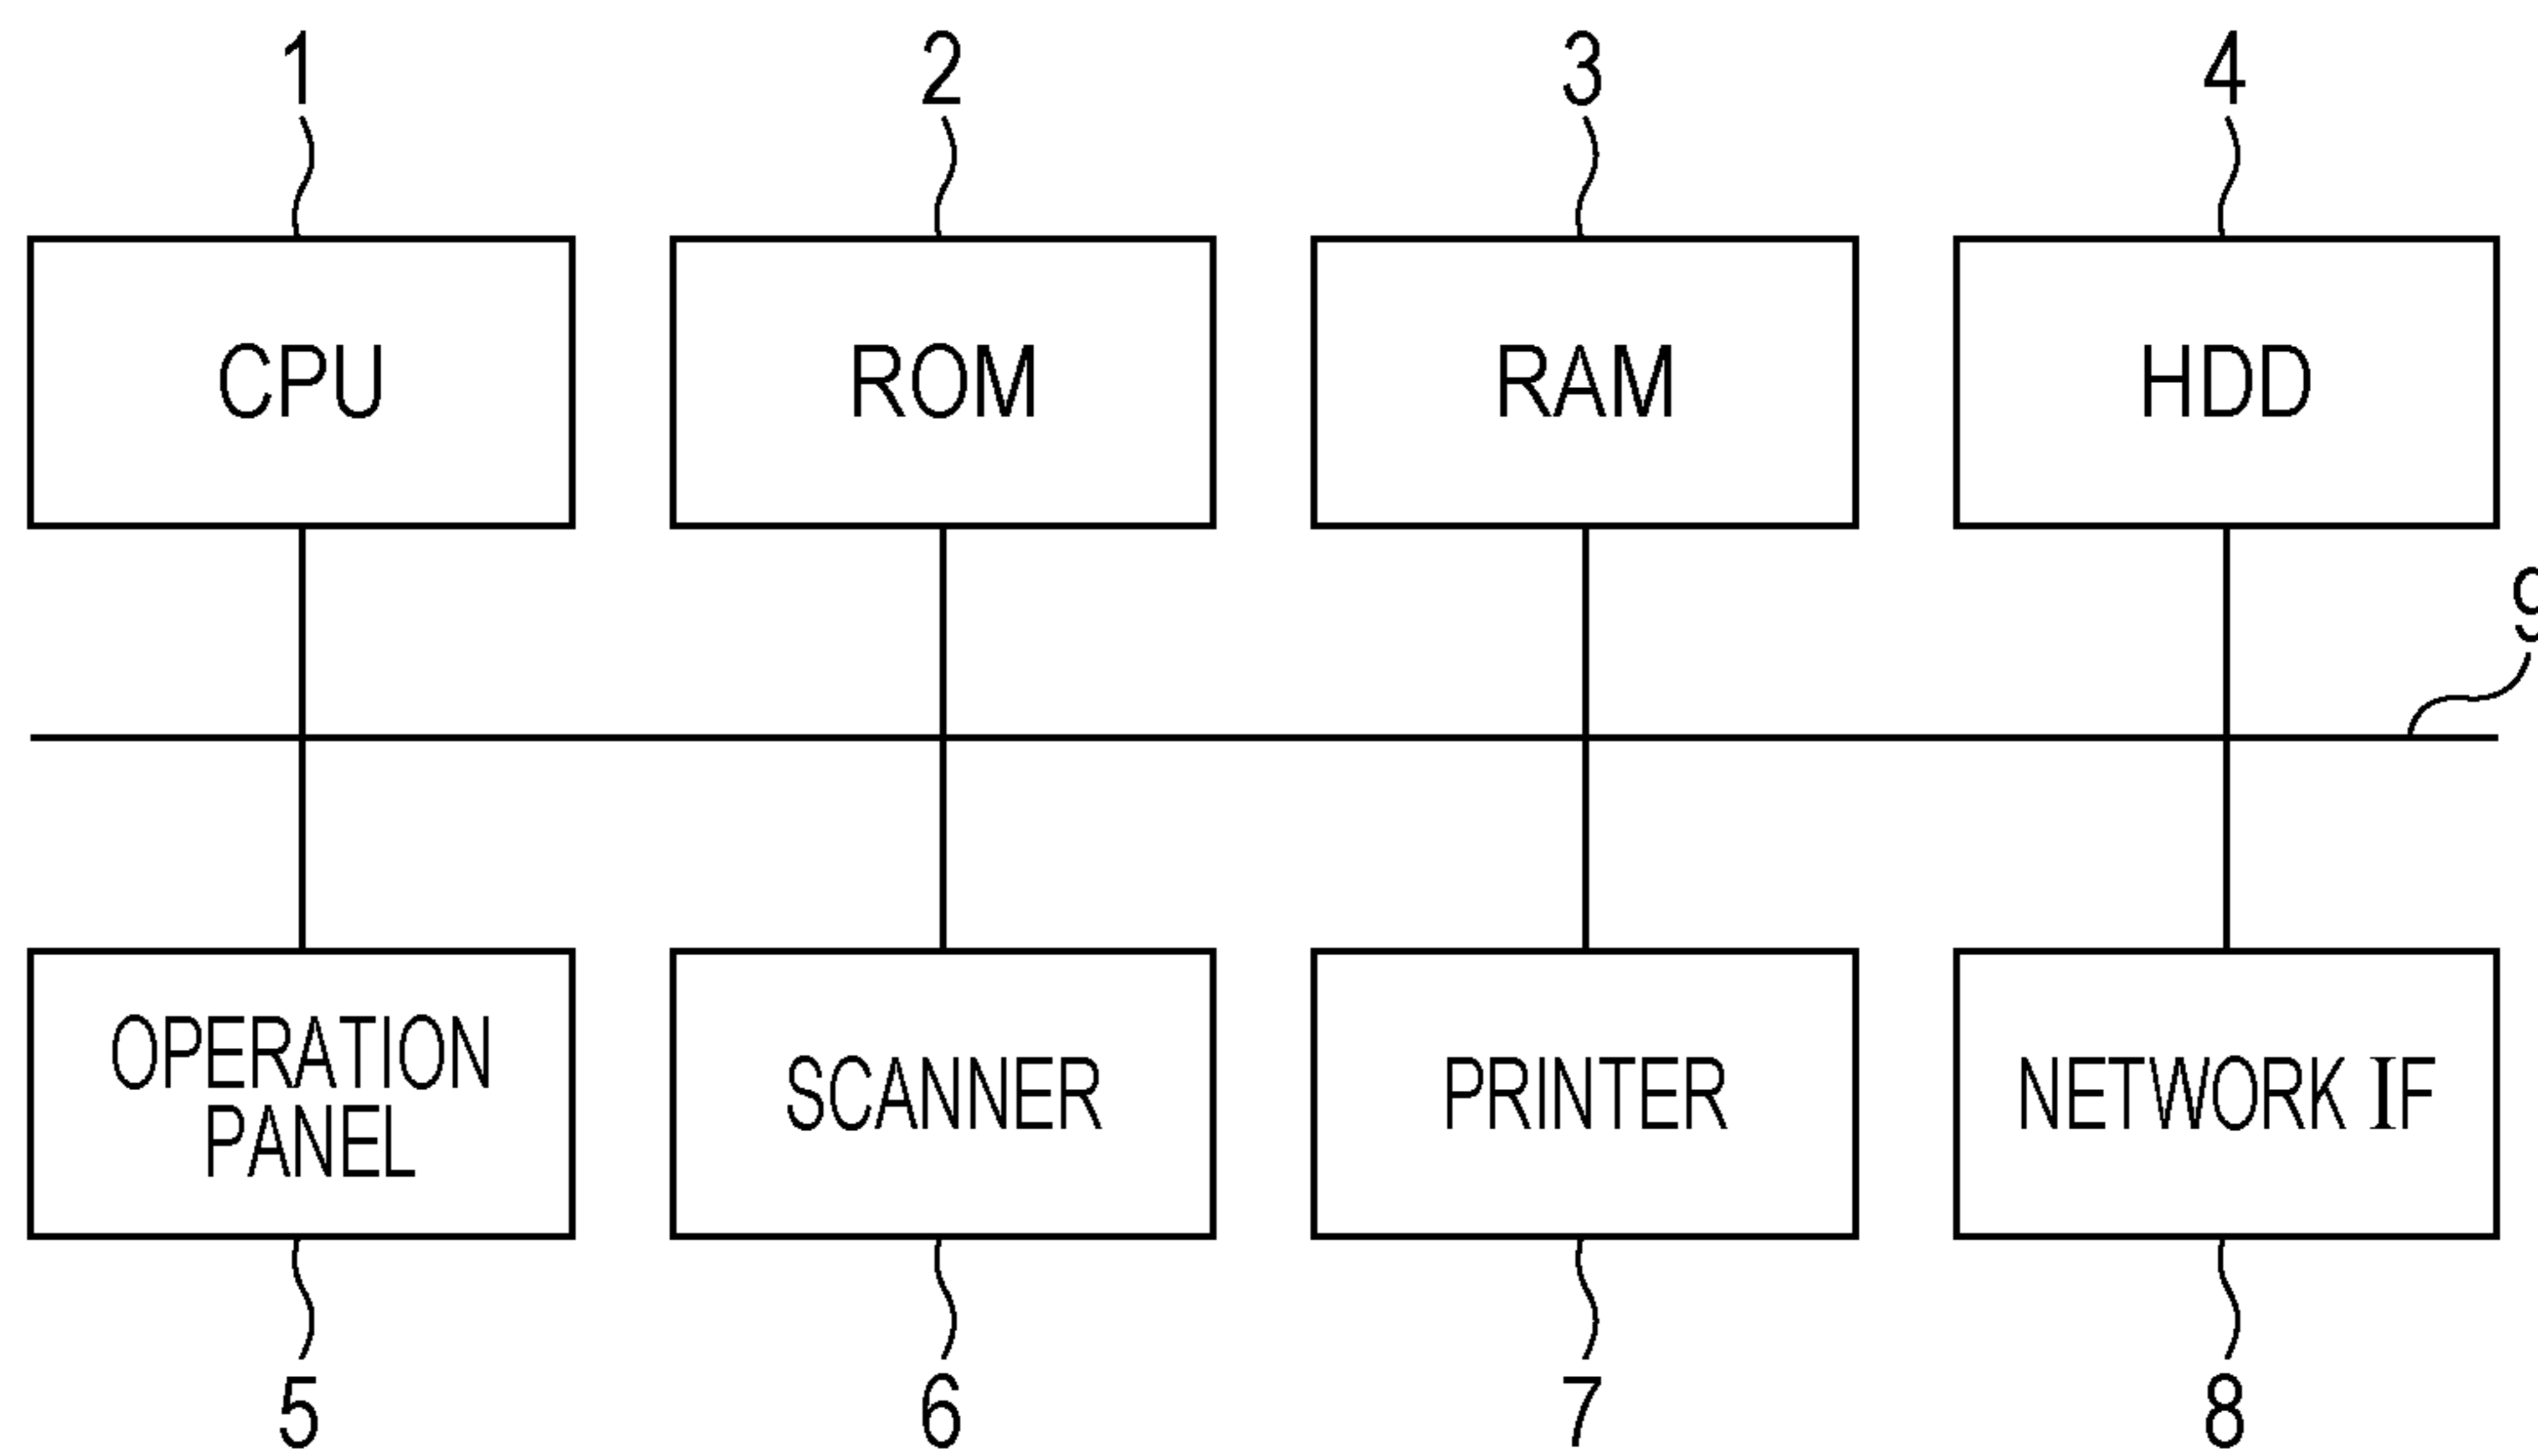 1 2 3 4
CPU ROM RAM HDD
9
OPERATION
PANEL
SCANNER PRINTER NETWORK IF
5 6 7 8